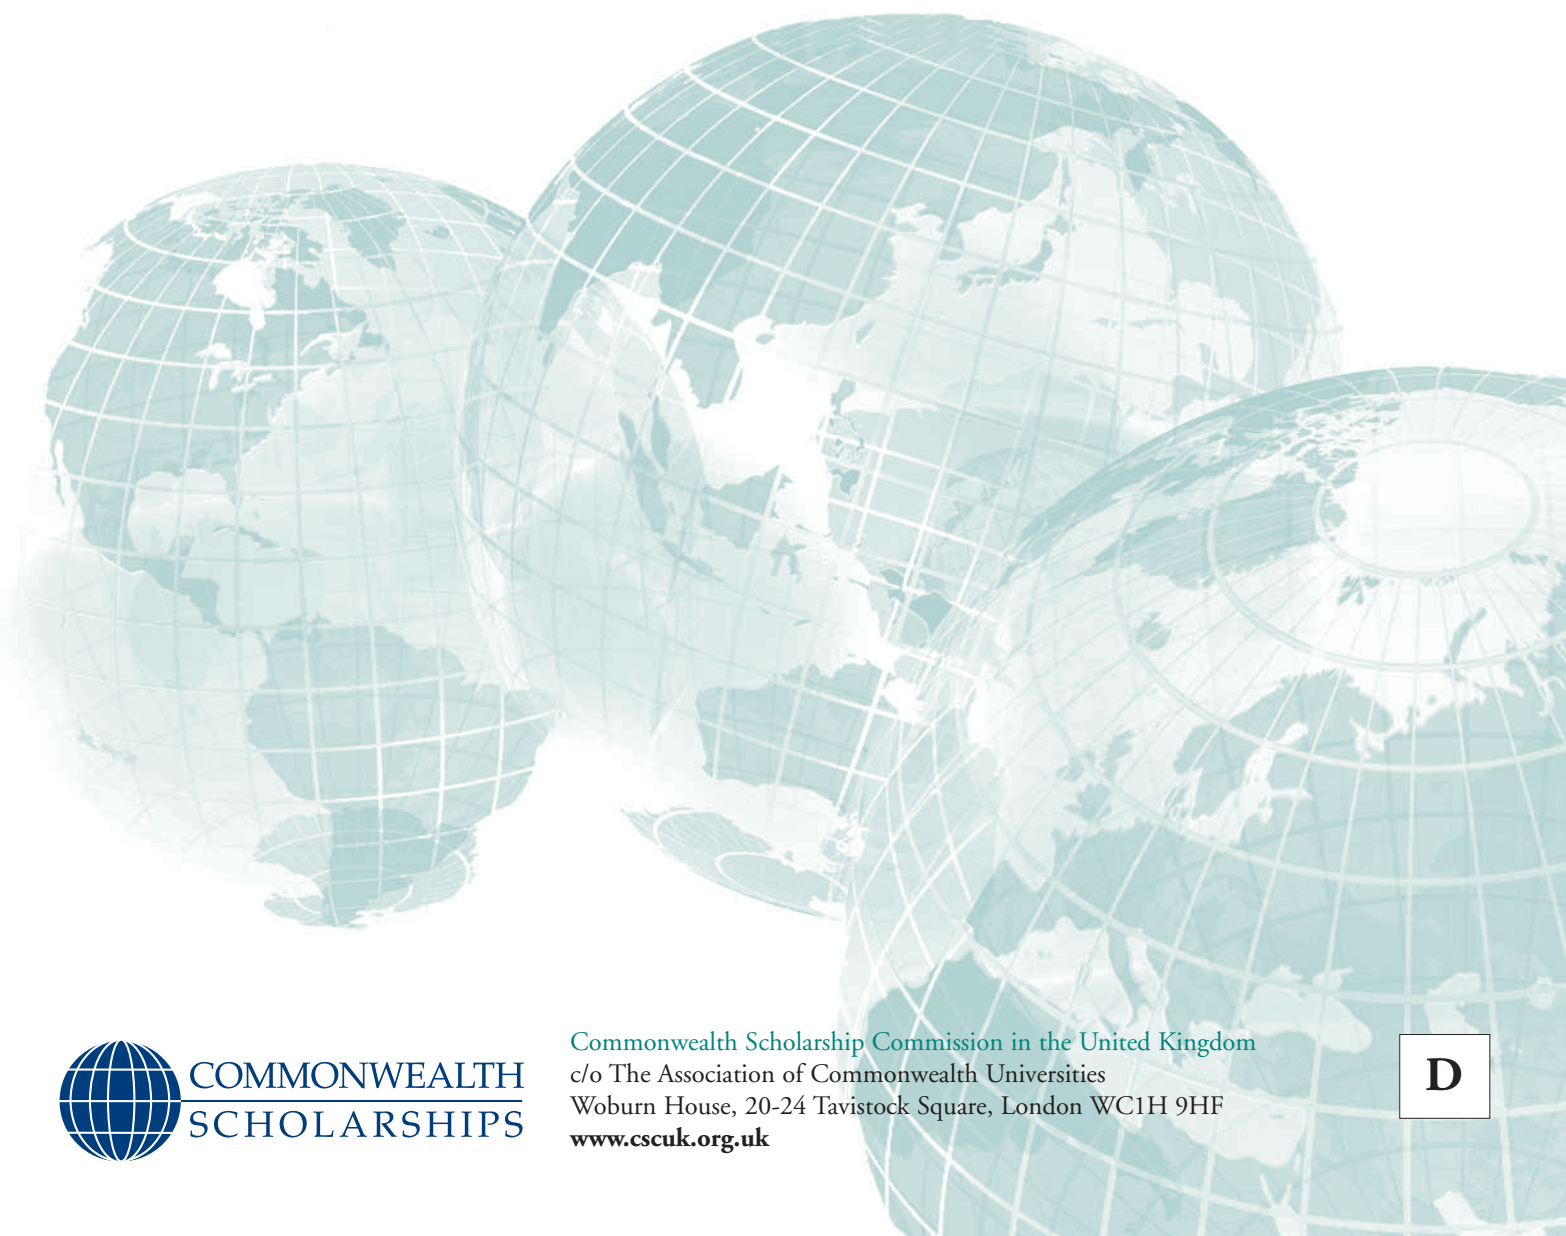 COMMONWEALTH
SCHOLARSHIPS
Commonwealth Scholarship Commission in the United Kingdom
c/o The Association of Commonwealth Universities
Woburn House, 20-24 Tavistock Square, London WC1H 9HF
www.cscuk.org.uk
D